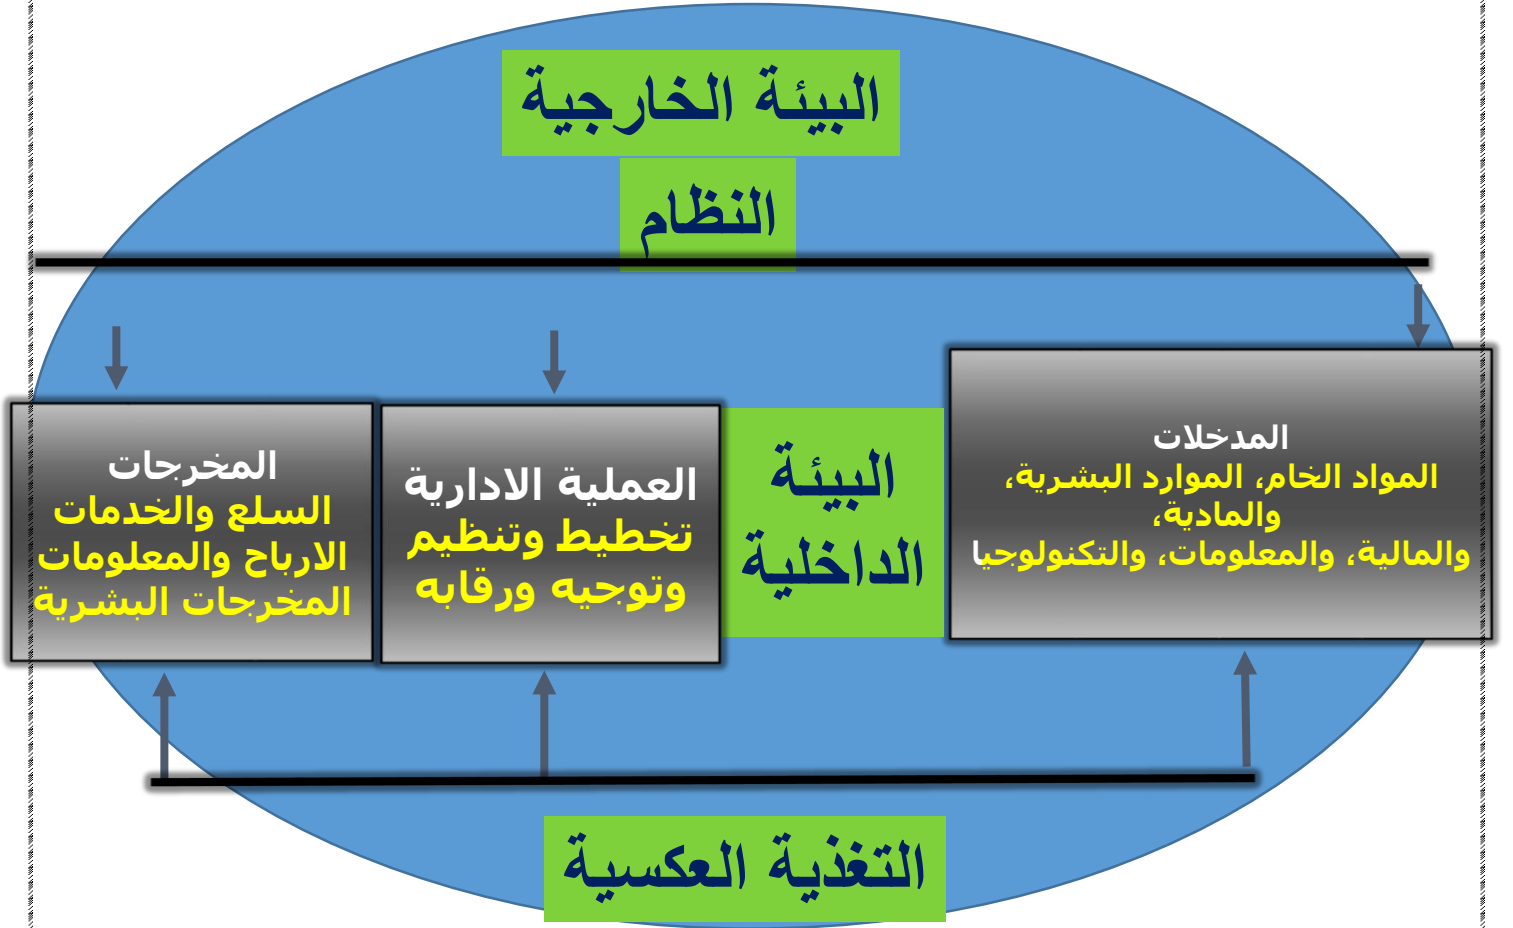 البيئة الخارجية
النظام
المدخلات
المواد الخام، الموارد البشرية،
والمادية،
والمالية، والمعلومات، والتكنولوجيا
البيئة
الداخلية
العملية الادارية
تخطيط وتنظيم
وتوجيه ورقابه
المخرجات
السلع والخدمات
الارباح والمعلومات
المخرجات البشرية
التغذية العكسية